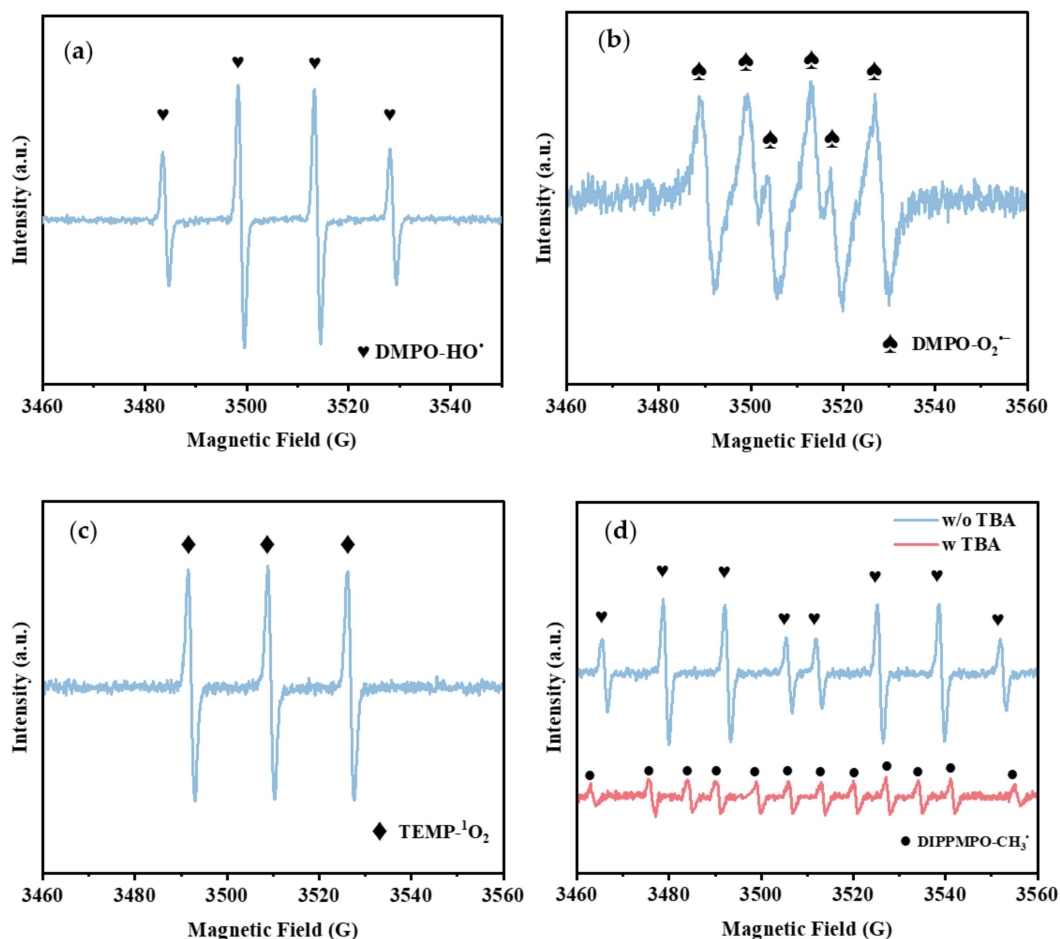 (a)
♥ DMPO-HO•
Intensity (a.u.)
3460 3480 3500 3520 3540
Magnetic Field (G)
(b)
♠ DMPO-O₂•−
Intensity (a.u.)
3460 3480 3500 3520 3540 3560
Magnetic Field (G)
(c)
♦ TEMP-¹O₂
Intensity (a.u.)
3460 3480 3500 3520 3540 3560
Magnetic Field (G)
(d)
w/o TBA
w TBA
● DIPPMPO-CH₃•
Intensity (a.u.)
3460 3480 3500 3520 3540 3560
Magnetic Field (G)